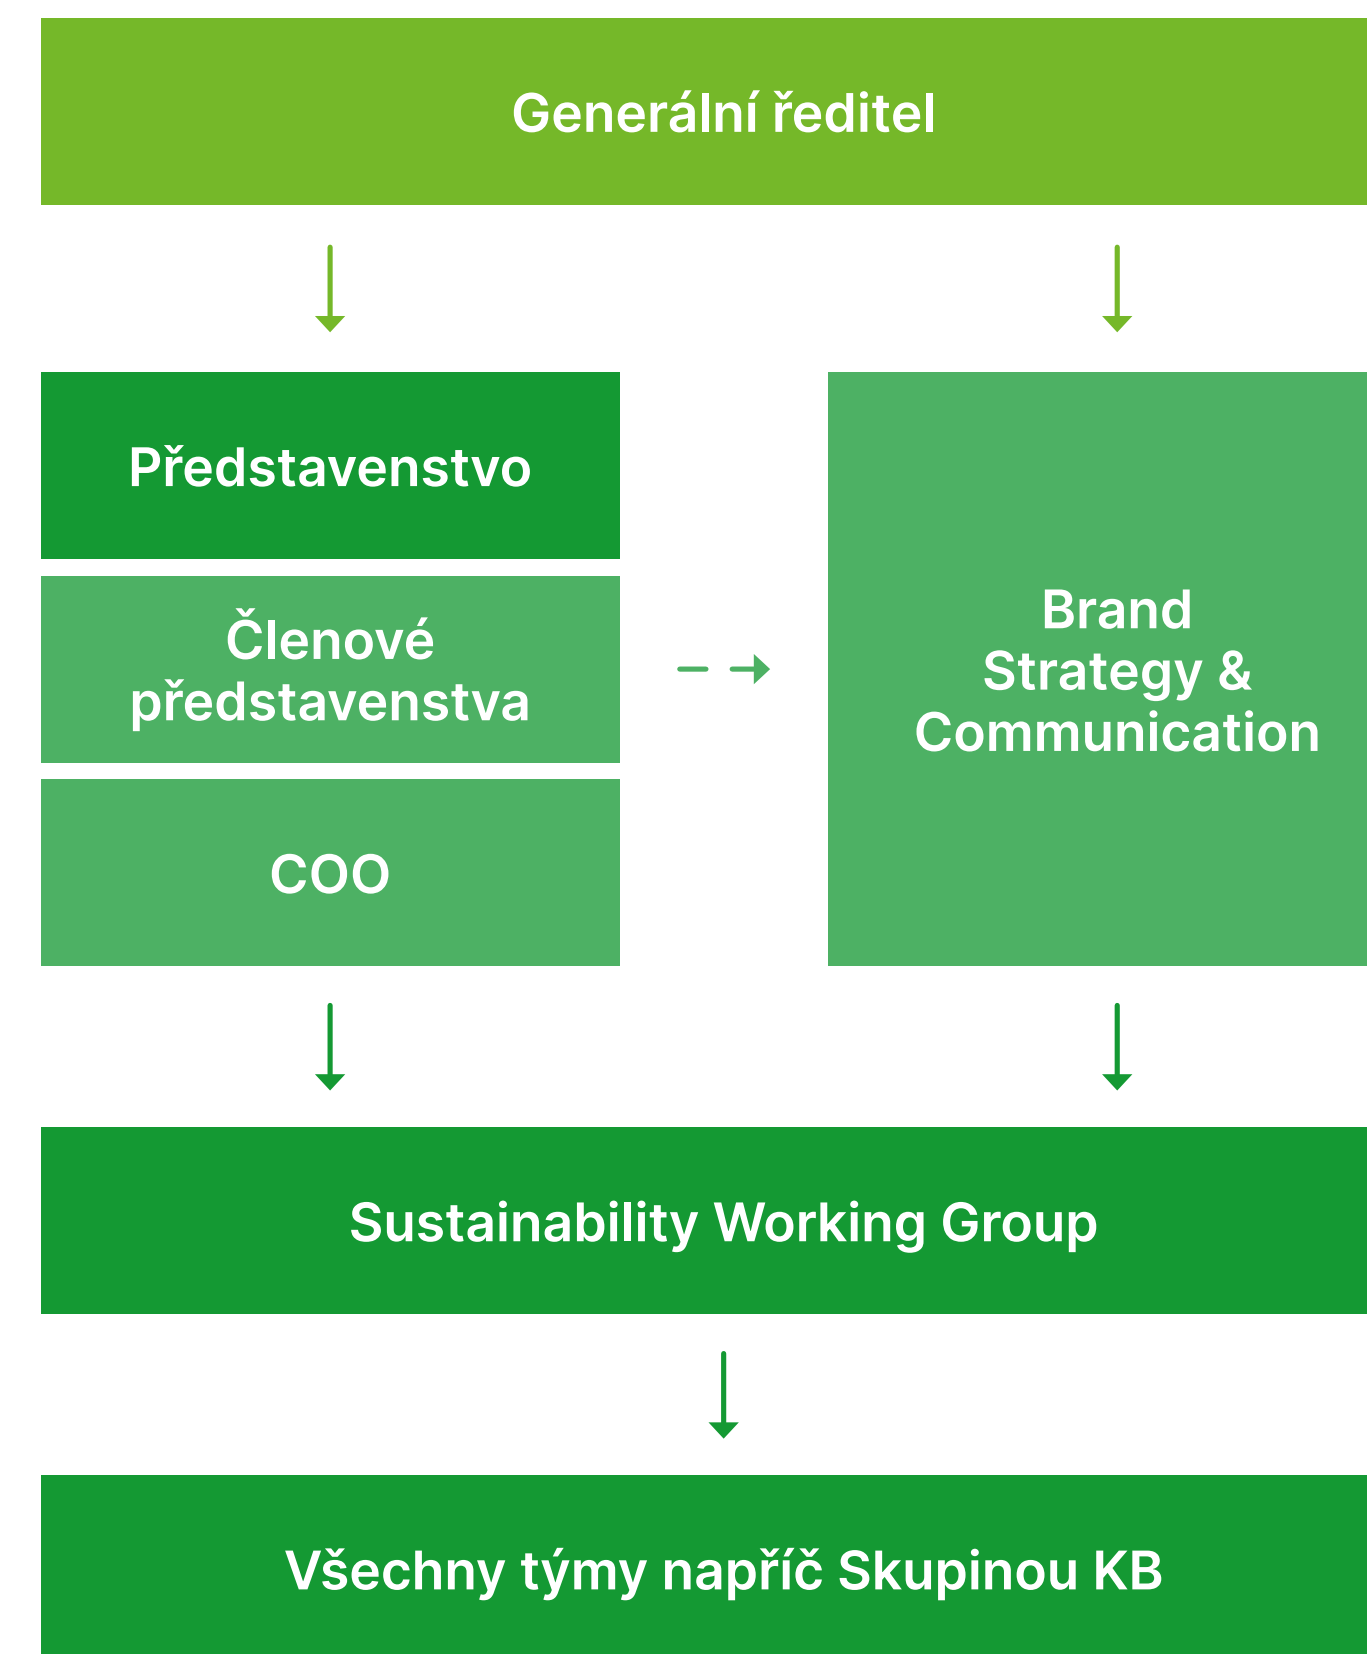 Generální ředitel
Představenstvo
Členové
představenstva
COO
Brand
Strategy &
Communication
Sustainability Working Group
Všechny týmy napříč Skupinou KB